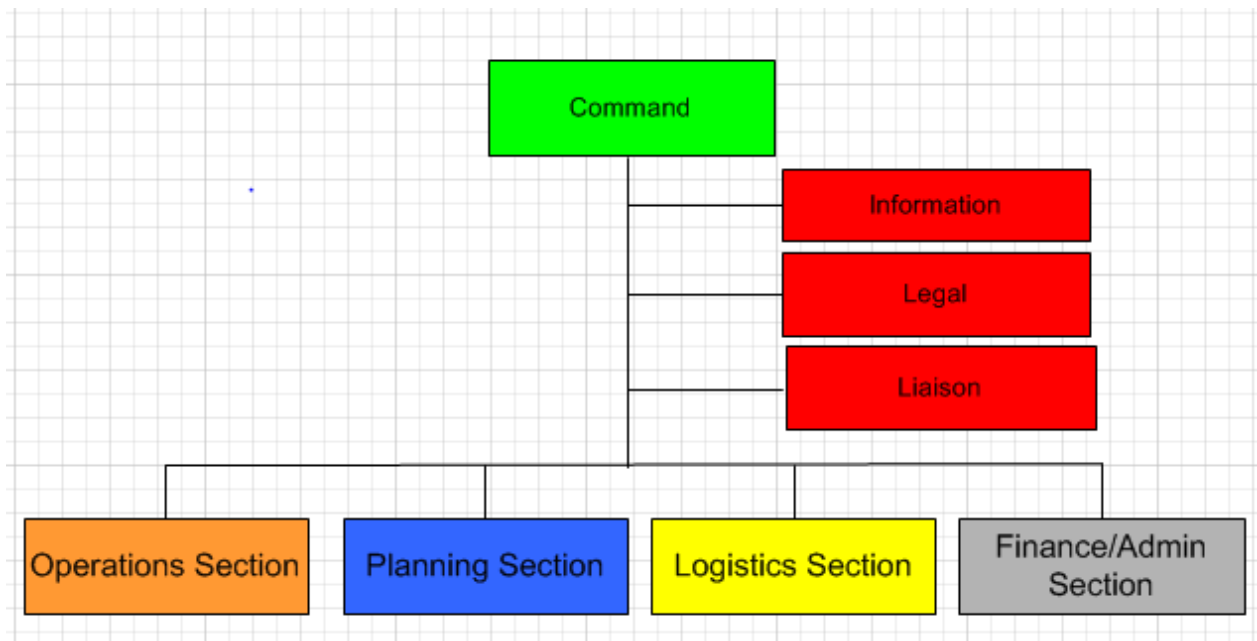 Command
Information
Legal
Liaison
Operations Section
Planning Section
Logistics Section
Finance/Admin
Section